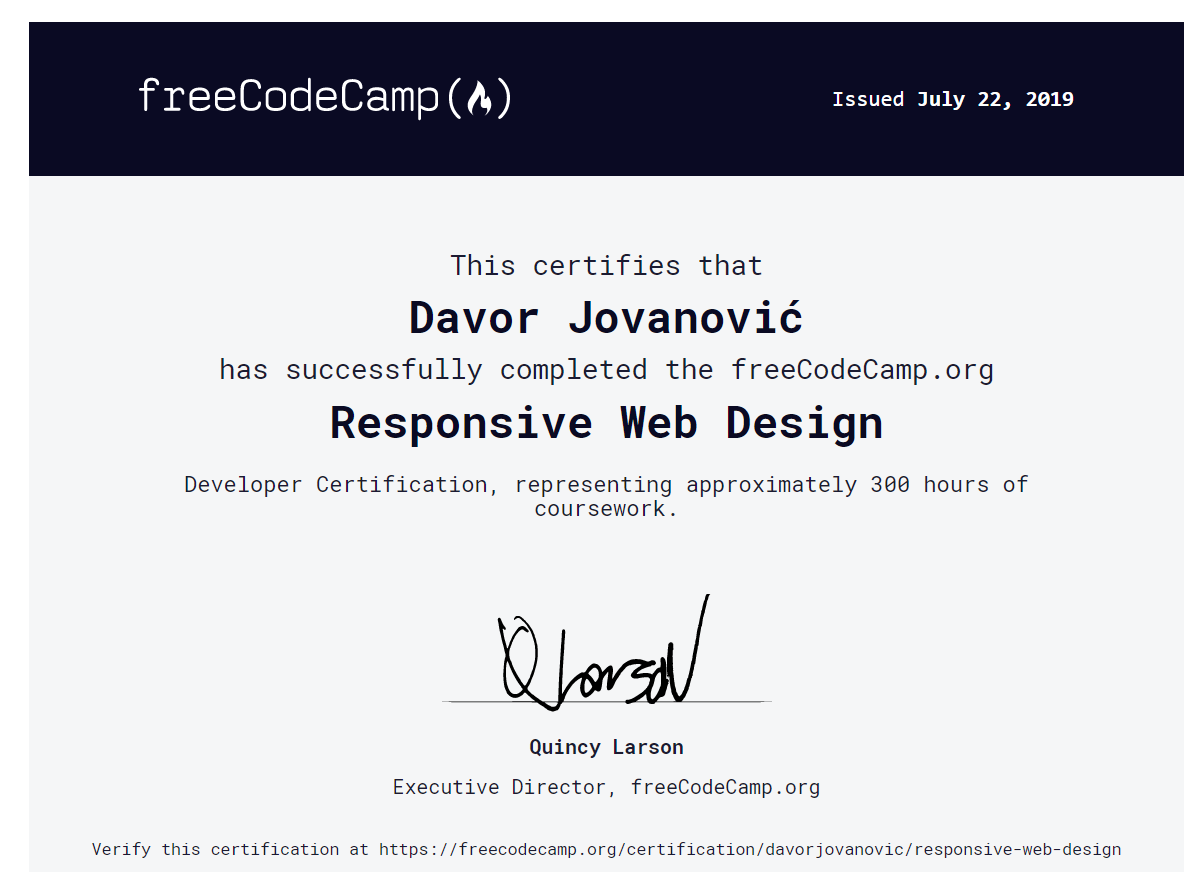 freeCodeCamp
Issued July 22, 2019
This certifies that
Davor Jovanović
has successfully completed the freeCodeCamp.org
Responsive Web Design
Developer Certification, representing approximately 300 hours of
coursework.
Q Larson
Quincy Larson
Executive Director, freeCodeCamp.org
Verify this certification at https://freecodecamp.org/certification/davorjovanovic/responsive-web-design